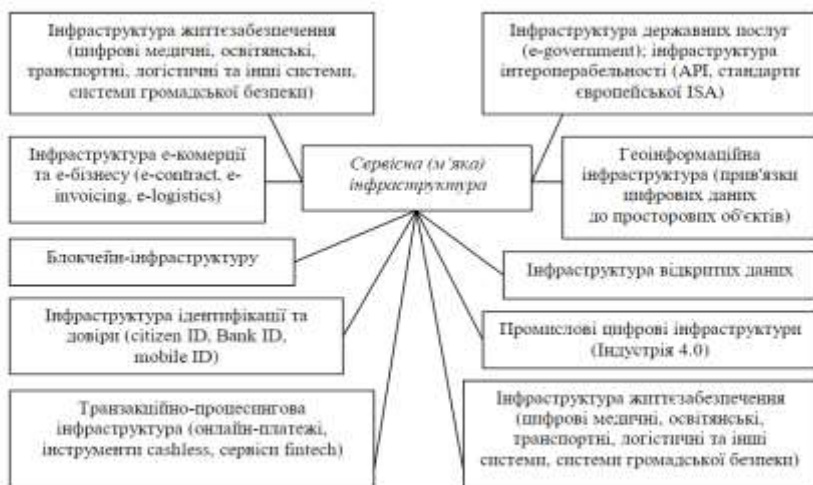 Інфраструктура життєзабезпечення
(цифрові медичні, освітянські,
транспортні, логістичні та інші системи,
системи громадської безпеки)
Інфраструктура державних послуг
(e-government); інфраструктура
інтероперабельності (API, стандарти
європейської ISA)
Інфраструктура е-комерції
та е-бізнесу (e-contract, e-
invoicing, e-logistics)
Сервісна (м'яка)
інфраструктура
Геоінформаційна
інфраструктура (прив'язки
цифрових даних
до просторових об'єктів)
Блокчейн-інфраструктуру
Інфраструктура відкритих даних
Інфраструктура ідентифікації та
довіри (citizen ID, Bank ID,
mobile ID)
Промислові цифрові інфраструктури
(Індустрія 4.0)
Транзакційно-процесингова
інфраструктура (онлайн-платежі,
інструменти cashless, сервіси fintech)
Інфраструктура життєзабезпечення
(цифрові медичні, освітянські,
транспортні, логістичні та інші
системи, системи громадської безпеки)